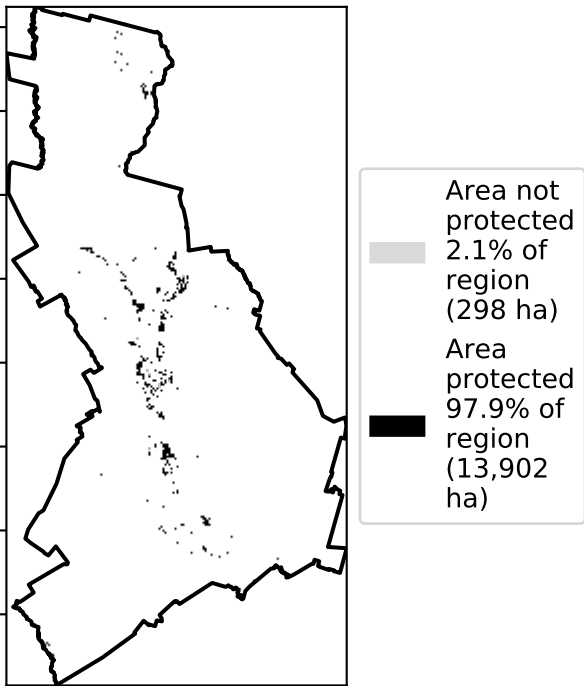 Area not
protected
2.1% of
region
(298 ha)
Area
protected
97.9% of
region
(13,902
ha)